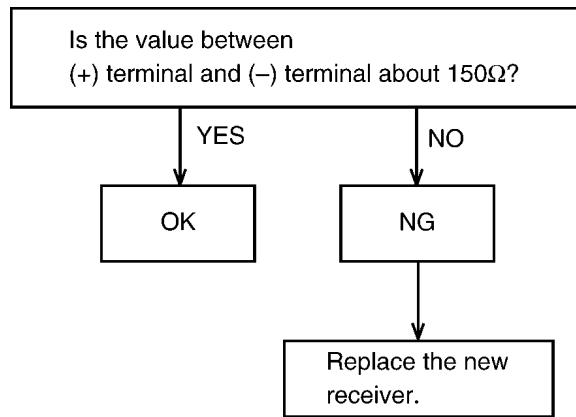 Is the value between
(+) terminal and (–) terminal about 150Ω?
YES
NO
OK
NG
Replace the new
receiver.